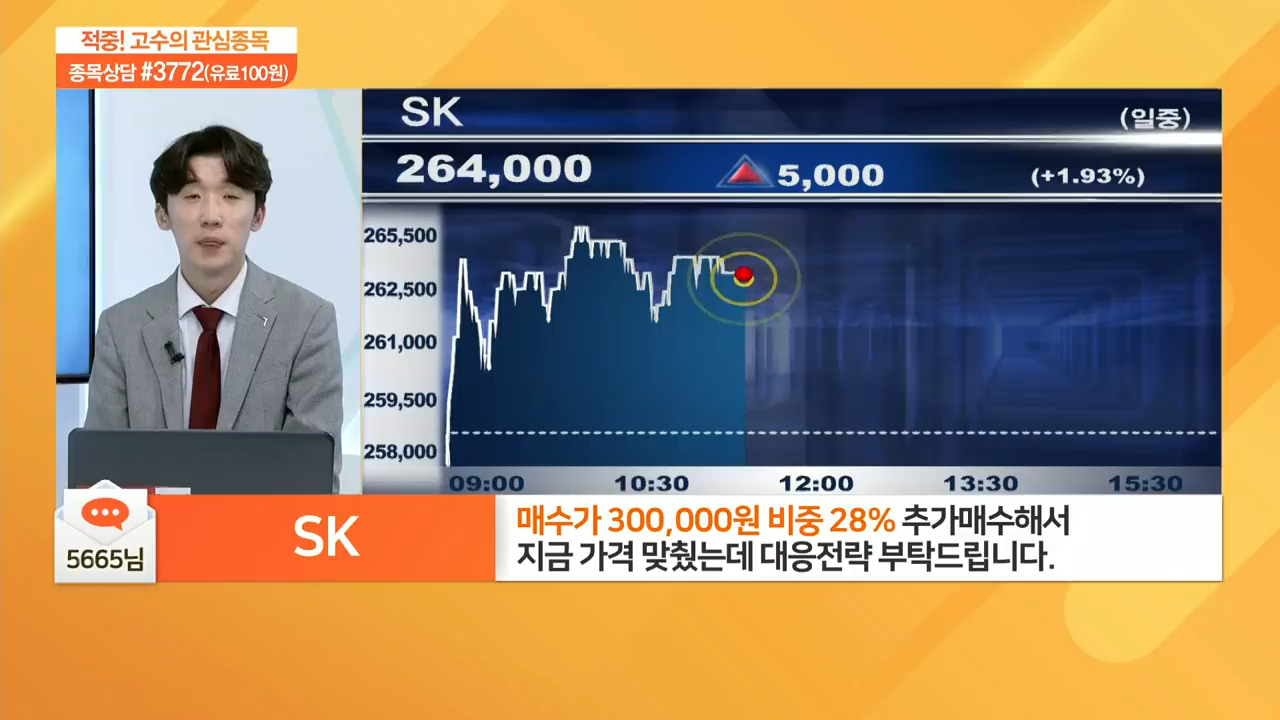 적중! 고수의 관심종목
종목상담 #3772(유료100원)
SK
(일중)
264,000
5,000
(+1.93%)
265,500
262,500
261,000
259,500
258,000
09:00
10:30
12:00
13:30
15:30
5665님
SK
매수가 300,000원 비중 28% 추가매수해서
지금 가격 맞췄는데 대응전략 부탁드립니다.